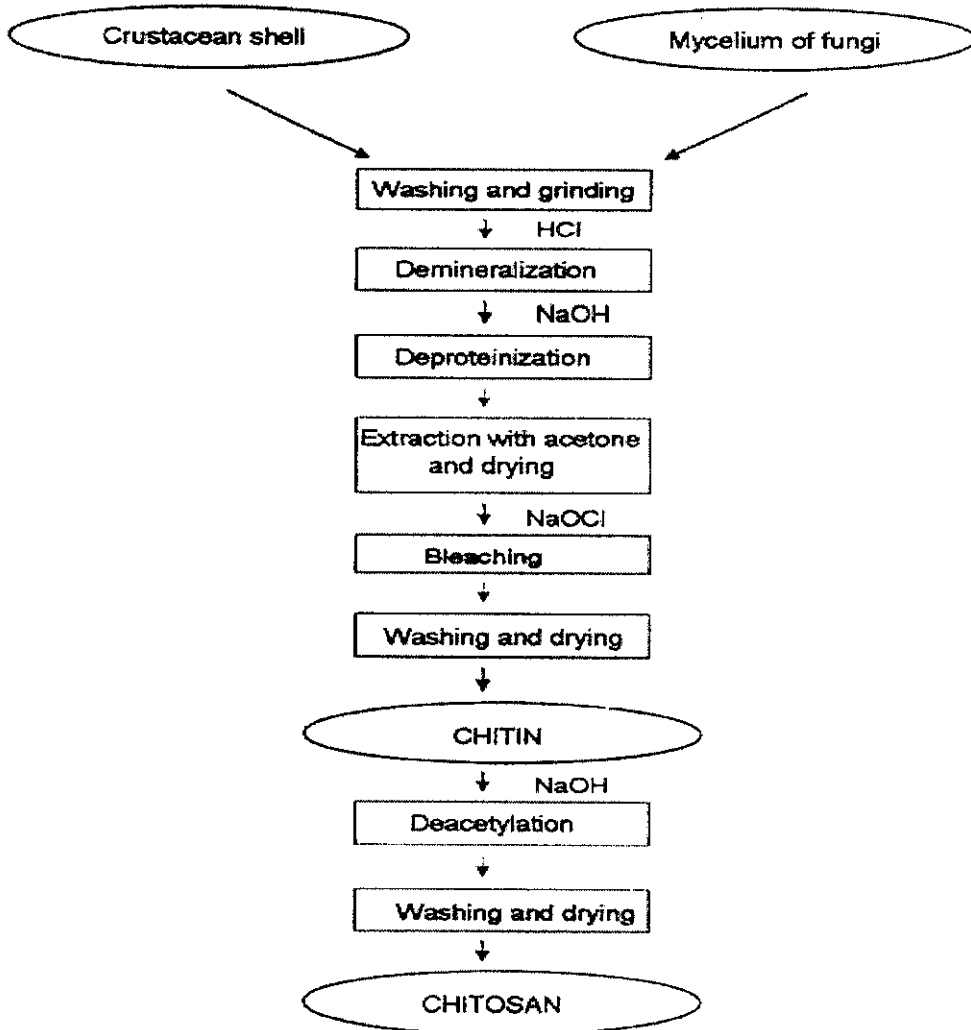 Crustacean shell
Mycelium of fungi
Washing and grinding
HCl
Demineralization
NaOH
Deproteinization
Extraction with acetone
and drying
NaOCl
Bleaching
Washing and drying
CHITIN
NaOH
Deacetylation
Washing and drying
CHITOSAN